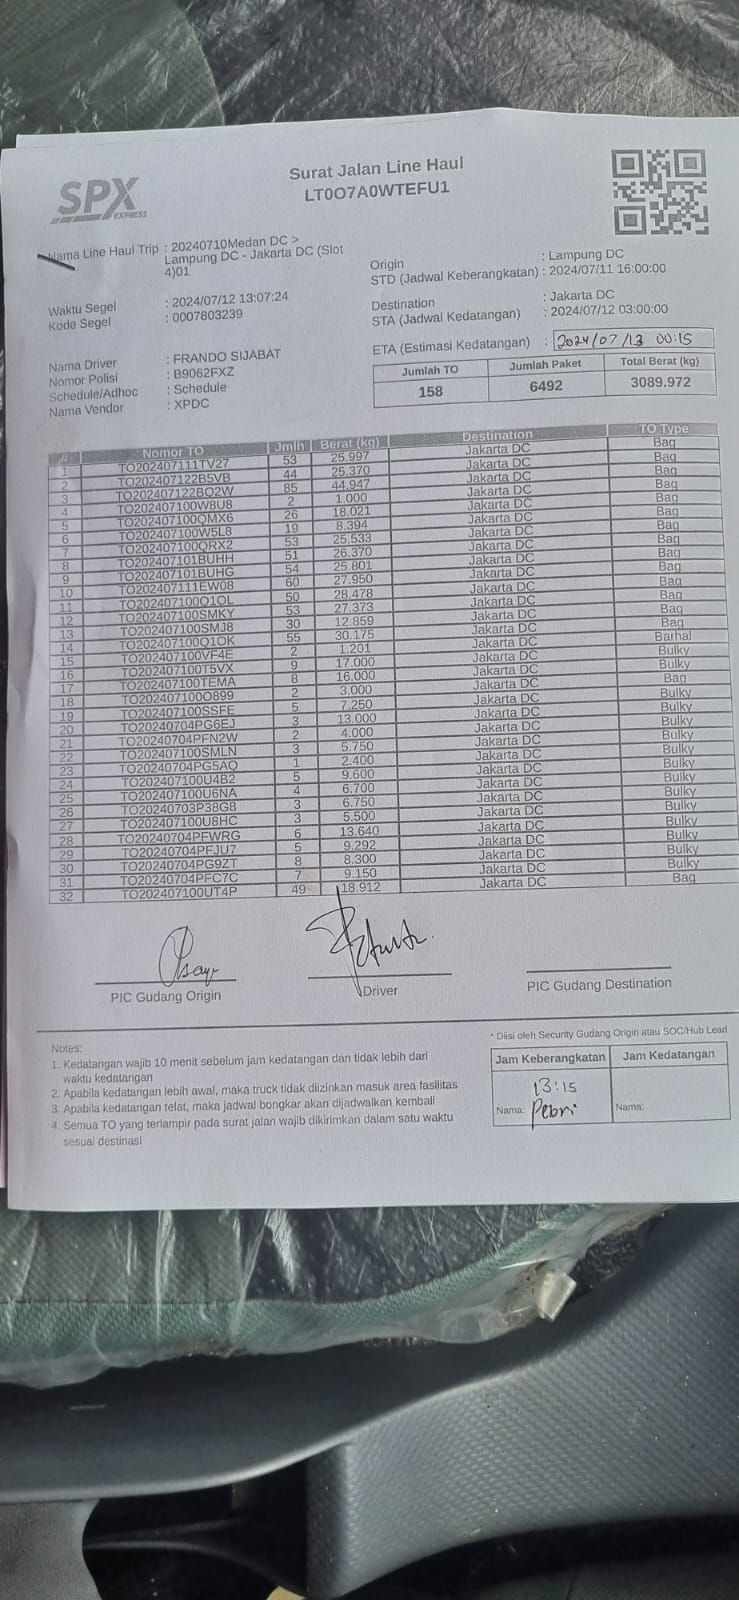 SPX
EXPRESS
Surat Jalan Line Haul
LT0O7A0WTEFU1
Nama Line Haul Trip : 20240710Medan DC >
Lampung DC - Jakarta DC (Slot
4)01
Waktu Segel : 2024/07/12 13:07:24
Kode Segel : 0007803239
Nama Driver : FRANDO SIJABAT
Nomor Polisi : B9062FXZ
Schedule/Adhoc : Schedule
Nama Vendor : XPDC
Origin : Lampung DC
STD (Jadwal Keberangkatan) : 2024/07/11 16:00:00
Destination : Jakarta DC
STA (Jadwal Kedatangan) : 2024/07/12 03:00:00
ETA (Estimasi Kedatangan) : 2024/07/13 00:15
Jumlah TO Jumlah Paket Total Berat (kg)
158 6492 3089.972
# Nomor TO Jmlh Berat (kg) Destination TO Type
1 TO202407111TV27 53 25.997 Jakarta DC Bag
2 TO202407122B5VB 44 25.370 Jakarta DC Bag
3 TO202407122BQ2W 85 44.947 Jakarta DC Bag
4 TO202407100W8U8 2 1.000 Jakarta DC Bag
5 TO202407100QMX6 26 18.021 Jakarta DC Bag
6 TO202407100W5L8 19 8.394 Jakarta DC Bag
7 TO202407100QRX2 53 25.533 Jakarta DC Bag
8 TO202407101BUHH 51 26.370 Jakarta DC Bag
9 TO202407101BUHG 54 25.801 Jakarta DC Bag
10 TO202407111EW08 60 27.950 Jakarta DC Bag
11 TO202407100Q1QL 50 28.478 Jakarta DC Bag
12 TO202407100SMKY 53 27.373 Jakarta DC Bag
13 TO202407100SMJ8 30 12.859 Jakarta DC Bag
14 TO202407100Q1OK 55 30.175 Jakarta DC Bag
15 TO202407100VF4E 2 1.201 Jakarta DC Barhal
16 TO202407100T5VX 9 17.000 Jakarta DC Bulky
17 TO202407100TEMA 8 16.000 Jakarta DC Bulky
18 TO202407100O899 2 3.000 Jakarta DC Bag
19 TO202407100SSFE 5 7.250 Jakarta DC Bulky
20 TO20240704PG6EJ 3 13.000 Jakarta DC Bulky
21 TO20240704PFN2W 2 4.000 Jakarta DC Bulky
22 TO202407100SMLN 3 5.750 Jakarta DC Bulky
23 TO20240704PG5AQ 1 2.400 Jakarta DC Bulky
24 TO202407100U4B2 5 9.600 Jakarta DC Bulky
25 TO202407100U6NA 4 6.700 Jakarta DC Bulky
26 TO20240703P38G8 3 6.750 Jakarta DC Bulky
27 TO202407100U8HC 3 5.500 Jakarta DC Bulky
28 TO20240704PFWRG 6 13.640 Jakarta DC Bulky
29 TO20240704PFJU7 5 9.292 Jakarta DC Bulky
30 TO20240704PG9ZT 8 8.300 Jakarta DC Bulky
31 TO20240704PFC7C 7 9.150 Jakarta DC Bulky
32 TO202407100UT4P 49 18.912 Jakarta DC Bag
PIC Gudang Origin
Driver
PIC Gudang Destination
Notes:
1. Kedatangan wajib 10 menit sebelum jam kedatangan dan tidak lebih dari
waktu kedatangan
2. Apabila kedatangan lebih awal, maka truck tidak diizinkan masuk area fasilitas
3. Apabila kedatangan telat, maka jadwal bongkar akan dijadwalkan kembali
4. Semua TO yang terlampir pada surat jalan wajib dikirimkan dalam satu waktu
sesuai destinasi
* Diisi oleh Security Gudang Origin atau SOC/Hub Lead
Jam Keberangkatan Jam Kedatangan
13:15
Nama: Pebri Nama: